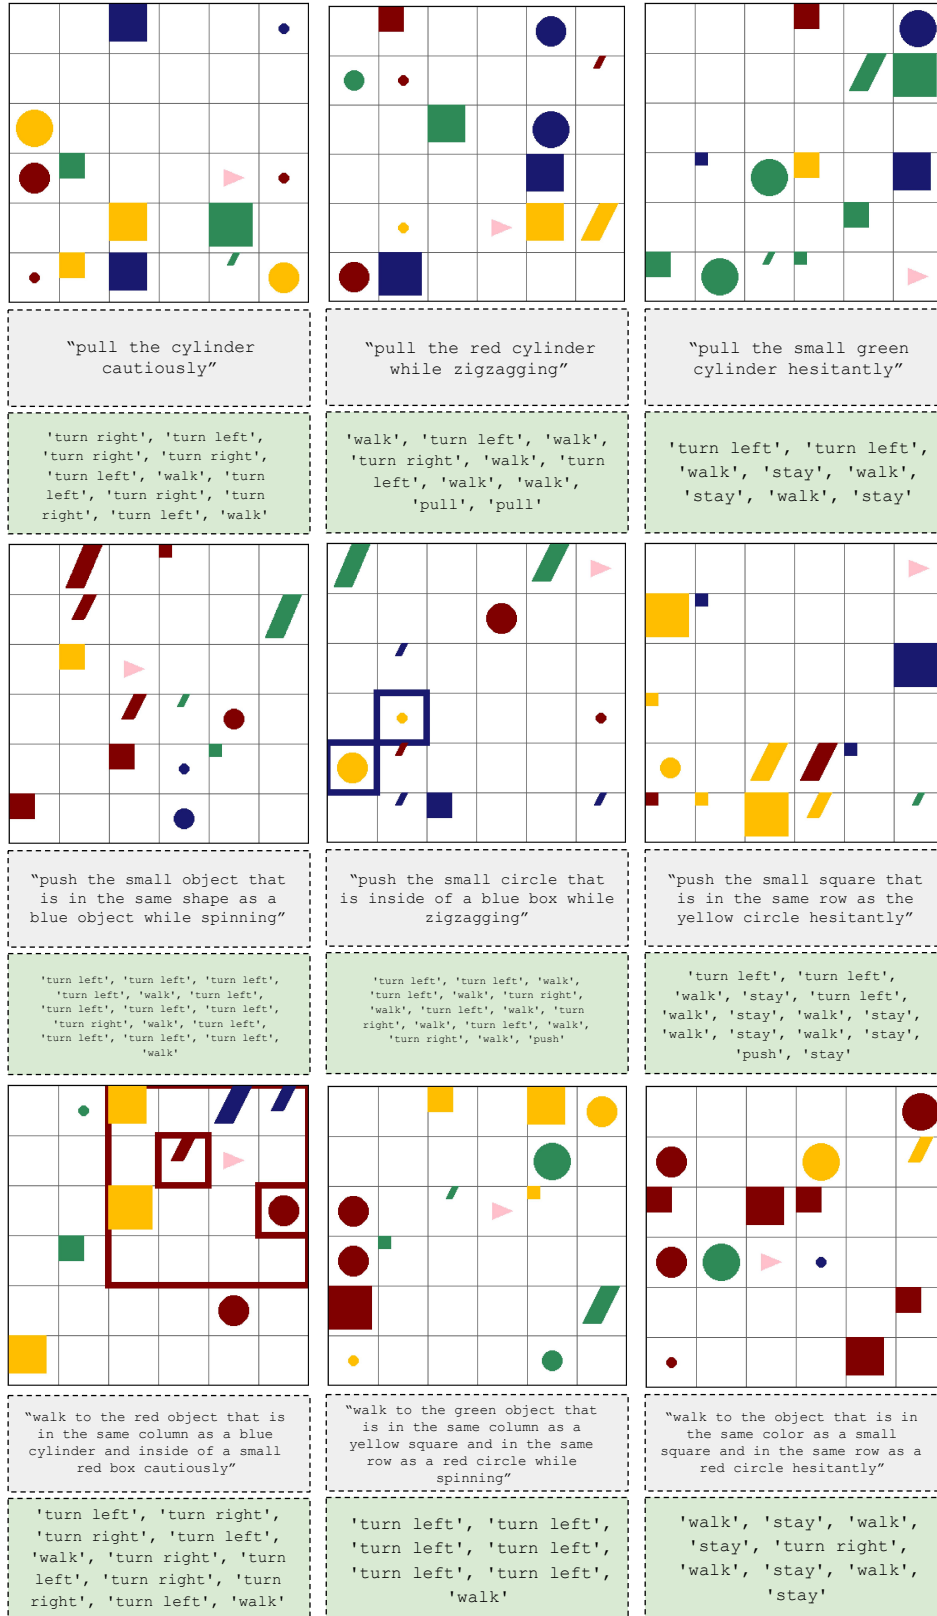 “pull the cylinder
cautiously”
“pull the red cylinder
while zigzagging”
“pull the small green
cylinder hesitantly”
'turn right', 'turn left',
'turn right', 'turn right',
'turn left', 'walk', 'turn
left', 'turn right', 'turn
right', 'turn left', 'walk'
'walk', 'turn left', 'walk',
'turn right', 'walk', 'turn
left', 'walk', 'walk',
'pull', 'pull'
'turn left', 'turn left',
'walk', 'stay', 'walk',
'stay', 'walk', 'stay'
“push the small object that
is in the same shape as a
blue object while spinning”
“push the small circle that
is inside of a blue box while
zigzagging”
“push the small square that
is in the same row as the
yellow circle hesitantly”
'turn left', 'turn left', 'turn left',
'turn left', 'walk', 'turn left',
'turn left', 'turn left', 'turn left',
'turn right', 'walk', 'turn left',
'turn left', 'turn left', 'turn left',
'walk'
'turn left', 'turn left', 'walk',
'turn left', 'walk', 'turn right',
'walk', 'turn left', 'walk', 'turn
right', 'walk', 'turn left', 'walk',
'turn right', 'walk', 'push'
'turn left', 'turn left',
'walk', 'stay', 'turn left',
'walk', 'stay', 'walk', 'stay',
'walk', 'stay', 'walk', 'stay',
'push', 'stay'
“walk to the red object that is
in the same column as a blue
cylinder and inside of a small
red box cautiously”
“walk to the green object that
is in the same column as a
yellow square and in the same
row as a red circle while
spinning”
“walk to the object that is in
the same color as a small
square and in the same row as a
red circle hesitantly”
'turn left', 'turn right',
'turn right', 'turn left',
'walk', 'turn right', 'turn
left', 'turn right', 'turn
right', 'turn left', 'walk'
'turn left', 'turn left',
'turn left', 'turn left',
'turn left', 'turn left',
'walk'
'walk', 'stay', 'walk',
'stay', 'turn right',
'walk', 'stay', 'walk',
'stay'